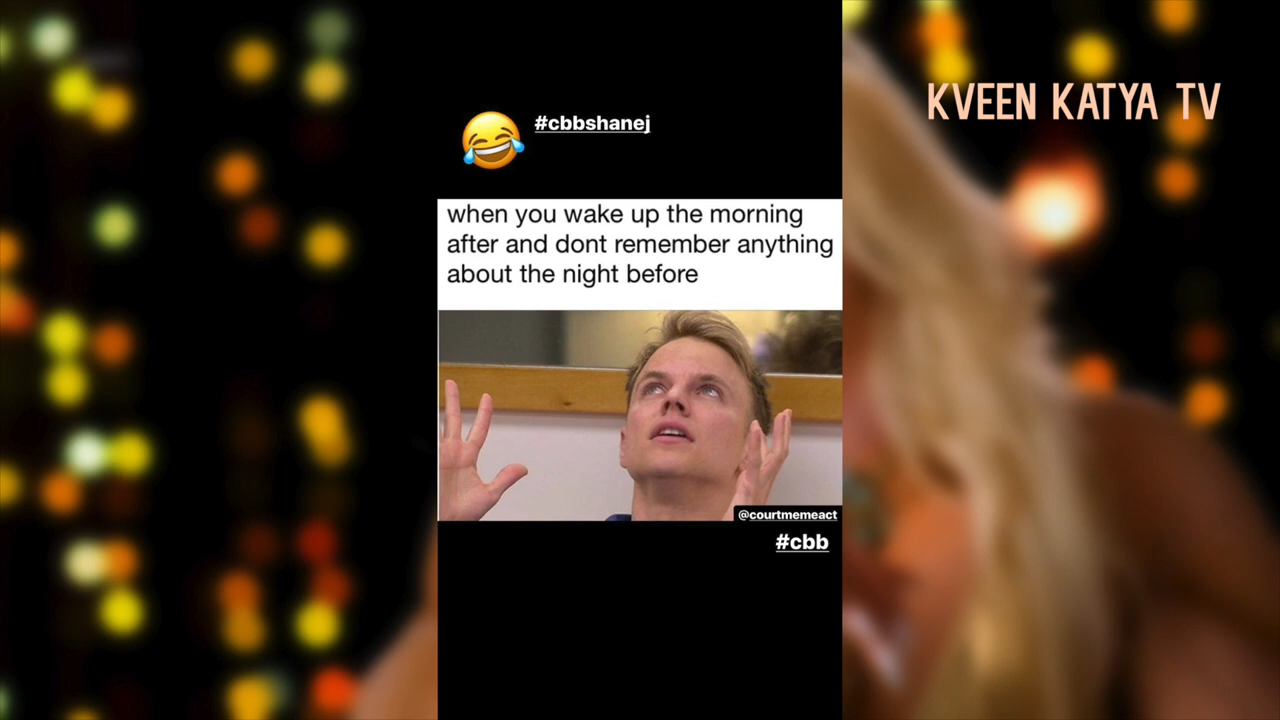 KVEEN KATYA TV
#cbbshanej
when you wake up the morning
after and dont remember anything
about the night before
@courtmemeact
#cbb